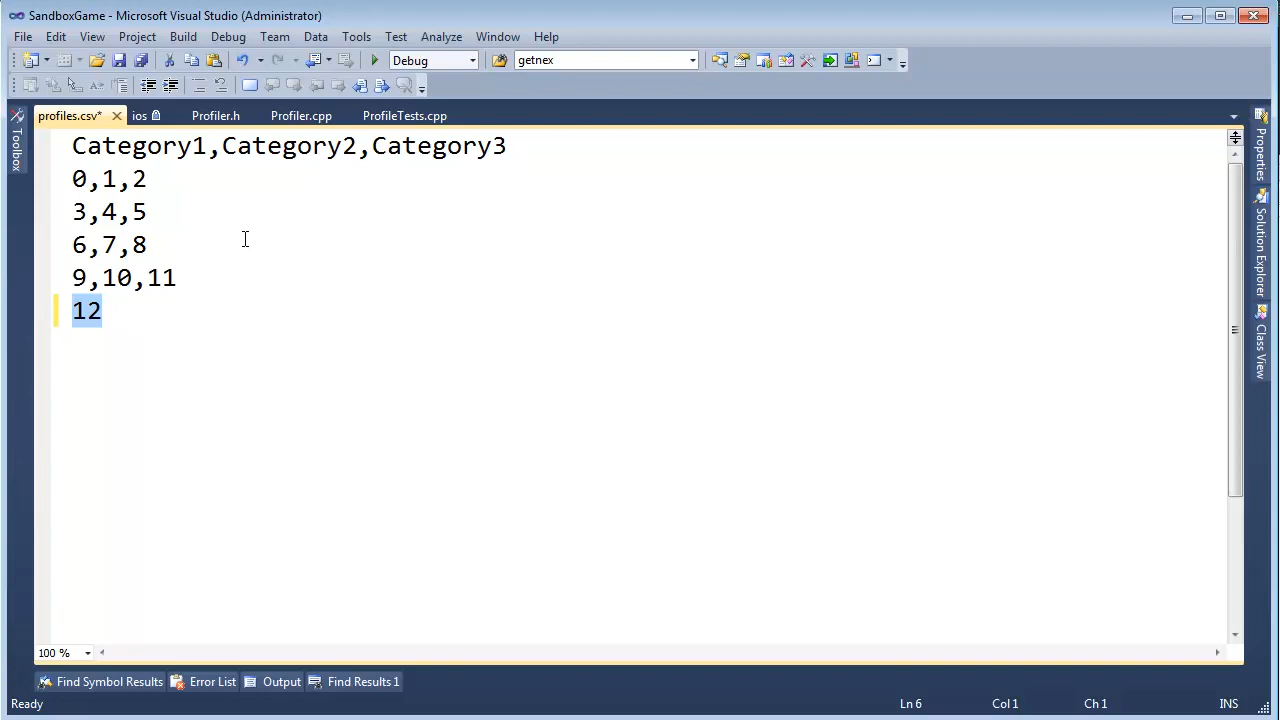 SandboxGame - Microsoft Visual Studio (Administrator)
File Edit View Project Build Debug Team Data Tools Test Analyze Window Help
Debug getnex
profiles.csv* ios Profiler.h Profiler.cpp ProfileTests.cpp
Toolbox
Category1,Category2,Category3
0,1,2
3,4,5
6,7,8
9,10,11
12
Properties
Solution Explorer
Class View
100 %
Find Symbol Results Error List Output Find Results 1
Ready Ln 6 Col 1 Ch 1 INS